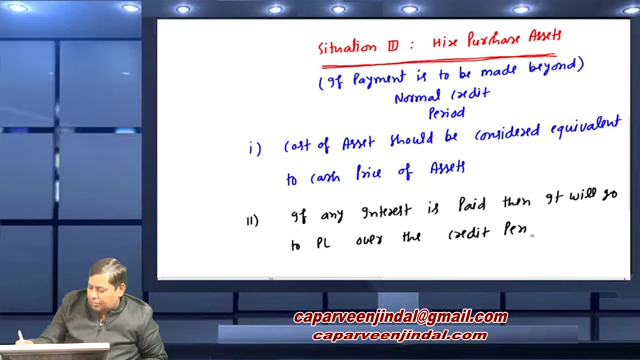 Situation III : Hire Purchase Assets
(If Payment is to be made beyond)
Normal Credit
Period
i) Cost of Asset should be considered equivalent
to cash Price of Assets
II) If any Interest is Paid then It will go
to PL over the credit Peri
caparveenjindal@gmail.com
caparveenjindal.com